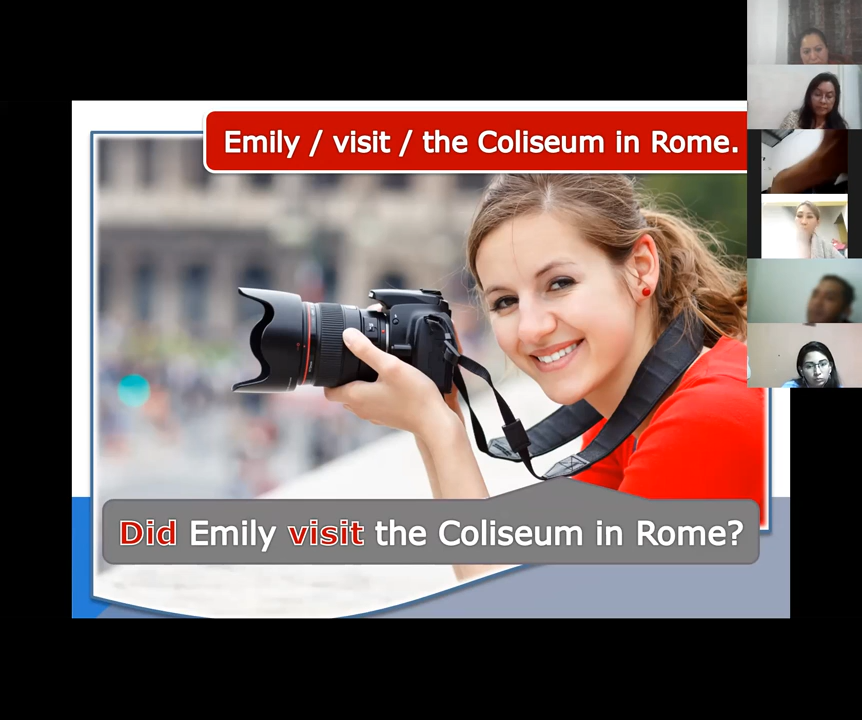 Emily / visit / the Coliseum in Rome.
Did Emily visit the Coliseum in Rome?